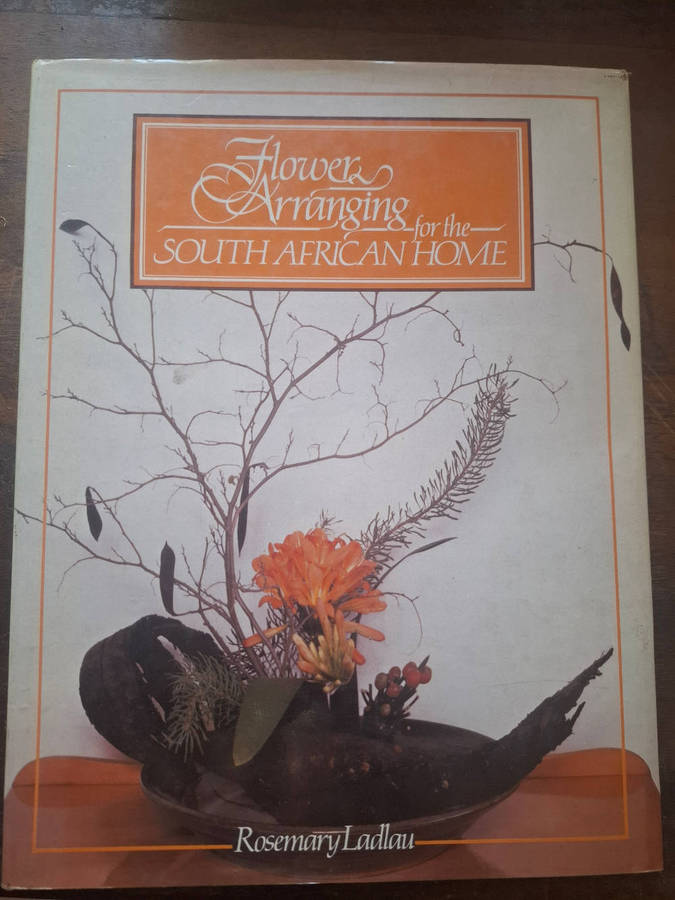 Flower
Arranging
for the
SOUTH AFRICAN HOME
Rosemary Ladlau